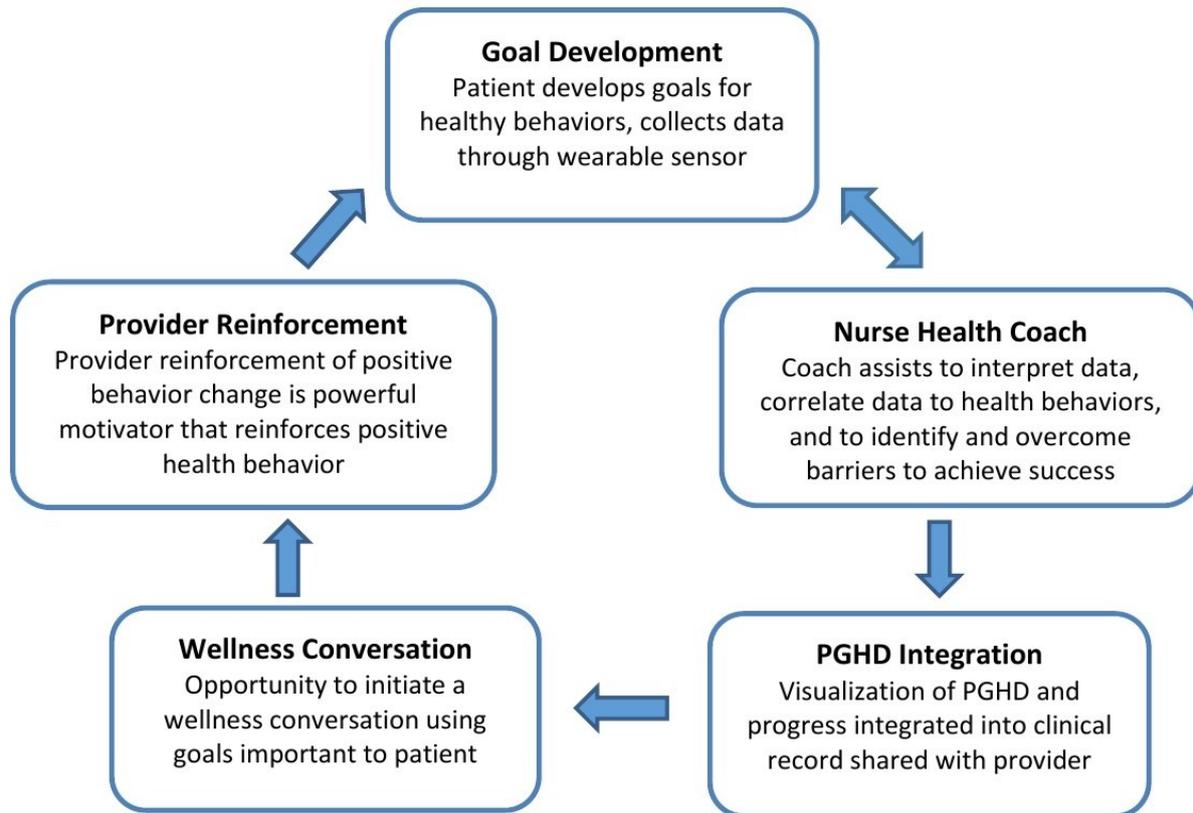 Goal Development
Patient develops goals for
healthy behaviors, collects data
through wearable sensor
Nurse Health Coach
Coach assists to interpret data,
correlate data to health behaviors,
and to identify and overcome
barriers to achieve success
PGHD Integration
Visualization of PGHD and
progress integrated into clinical
record shared with provider
Wellness Conversation
Opportunity to initiate a
wellness conversation using
goals important to patient
Provider Reinforcement
Provider reinforcement of positive
behavior change is powerful
motivator that reinforces positive
health behavior